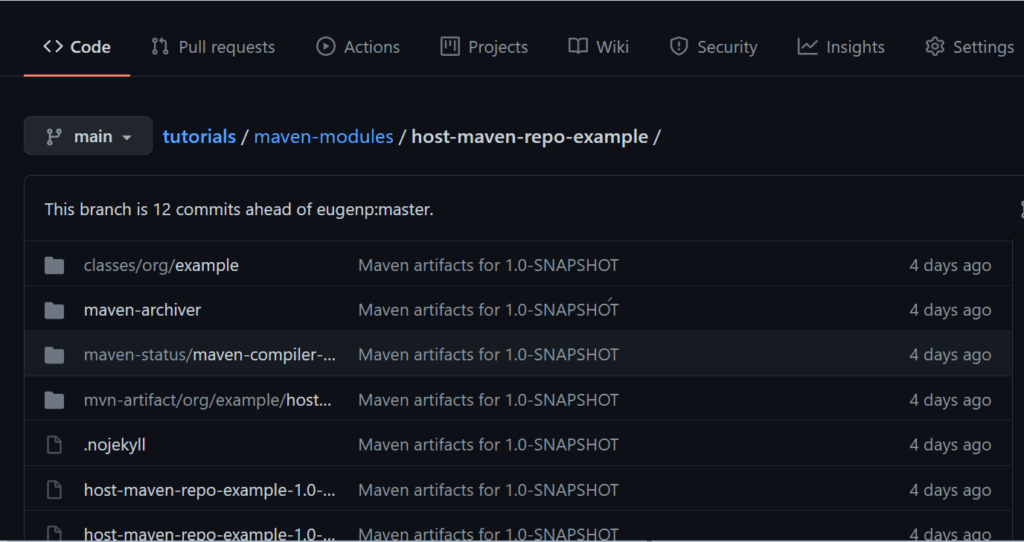 Code Pull requests Actions Projects Wiki Security Insights Settings
main tutorials / maven-modules / host-maven-repo-example /
This branch is 12 commits ahead of eugenp:master.
classes/org/example Maven artifacts for 1.0-SNAPSHOT 4 days ago
maven-archiver Maven artifacts for 1.0-SNAPSHOT 4 days ago
maven-status/maven-compiler-... Maven artifacts for 1.0-SNAPSHOT 4 days ago
mvn-artifact/org/example/host... Maven artifacts for 1.0-SNAPSHOT 4 days ago
.nojekyll Maven artifacts for 1.0-SNAPSHOT 4 days ago
host-maven-repo-example-1.0-... Maven artifacts for 1.0-SNAPSHOT 4 days ago
host-maven-repo-example-1.0-... Maven artifacts for 1.0-SNAPSHOT 4 days ago